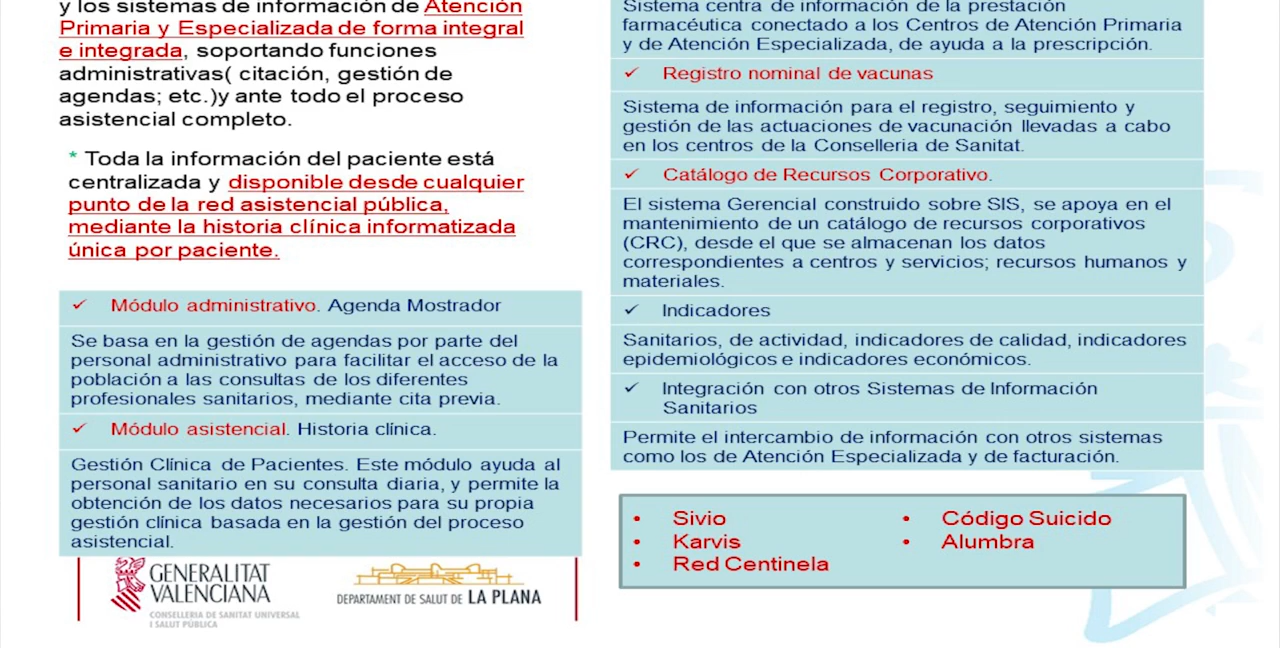 y los sistemas de información de Atención
Primaria y Especializada de forma integral
e integrada, soportando funciones
administrativas( citación, gestión de
agendas; etc.)y ante todo el proceso
asistencial completo.
* Toda la información del paciente está
centralizada y disponible desde cualquier
punto de la red asistencial pública,
mediante la historia clínica informatizada
única por paciente.
✓ Módulo administrativo. Agenda Mostrador
Se basa en la gestión de agendas por parte del
personal administrativo para facilitar el acceso de la
población a las consultas de los diferentes
profesionales sanitarios, mediante cita previa.
✓ Módulo asistencial. Historia clínica.
Gestión Clínica de Pacientes. Este módulo ayuda al
personal sanitario en su consulta diaria, y permite la
obtención de los datos necesarios para su propia
gestión clínica basada en la gestión del proceso
asistencial.
GENERALITAT
VALENCIANA
CONSELLERIA DE SANITAT UNIVERSAL
I SALUT PÚBLICA
DEPARTAMENT DE SALUT DE LA PLANA
Sistema centra de información de la prestación
farmacéutica conectado a los Centros de Atención Primaria
y de Atención Especializada, de ayuda a la prescripción.
✓ Registro nominal de vacunas
Sistema de información para el registro, seguimiento y
gestión de las actuaciones de vacunación llevadas a cabo
en los centros de la Conselleria de Sanitat.
✓ Catálogo de Recursos Corporativo.
El sistema Gerencial construido sobre SIS, se apoya en el
mantenimiento de un catálogo de recursos corporativos
(CRC), desde el que se almacenan los datos
correspondientes a centros y servicios; recursos humanos y
materiales.
✓ Indicadores
Sanitarios, de actividad, indicadores de calidad, indicadores
epidemiológicos e indicadores económicos.
✓ Integración con otros Sistemas de Información
Sanitarios
Permite el intercambio de información con otros sistemas
como los de Atención Especializada y de facturación.
• Sivio
• Karvis
• Red Centinela
• Código Suicido
• Alumbra